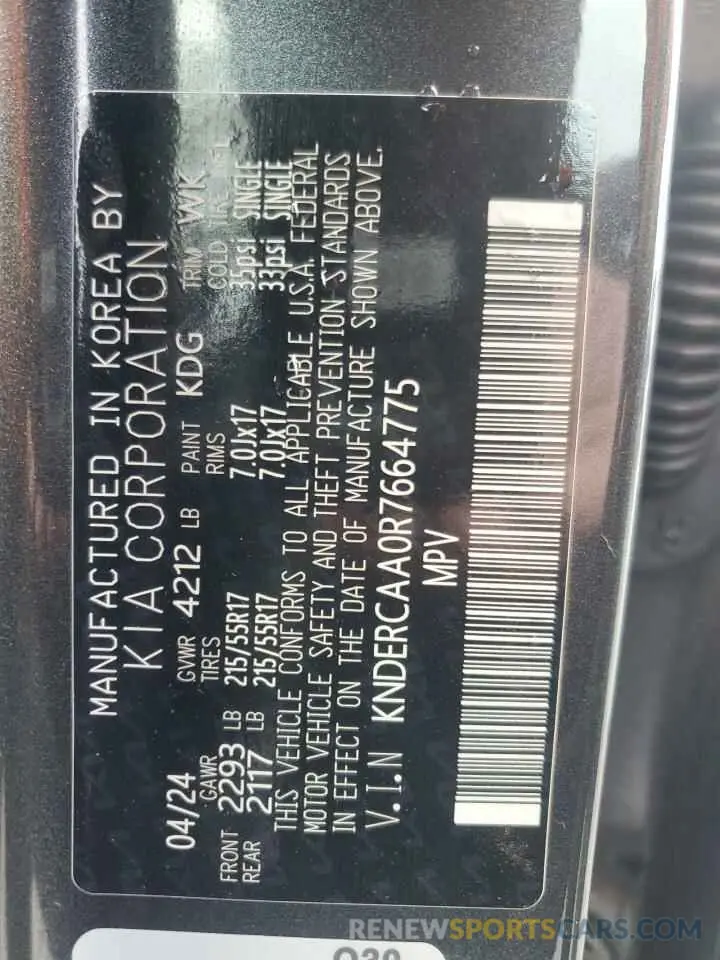 MANUFACTURED IN KOREA BY
KIA CORPORATION
04/24 GVWR 4212 LB PAINT KDG TRIM WK
GAWR TIRES RIMS COLD
FRONT 2293 LB 215/55R17 7.0Jx17 35psi SINGLE
REAR 2117 LB 215/55R17 7.0Jx17 33psi SINGLE
THIS VEHICLE CONFORMS TO ALL APPLICABLE U.S.A. FEDERAL
MOTOR VEHICLE SAFETY AND THEFT PREVENTION STANDARDS
IN EFFECT ON THE DATE OF MANUFACTURE SHOWN ABOVE.
V.I.N KNDERCAA0R7664775
MPV
RENEWSPORTSCARS.COM